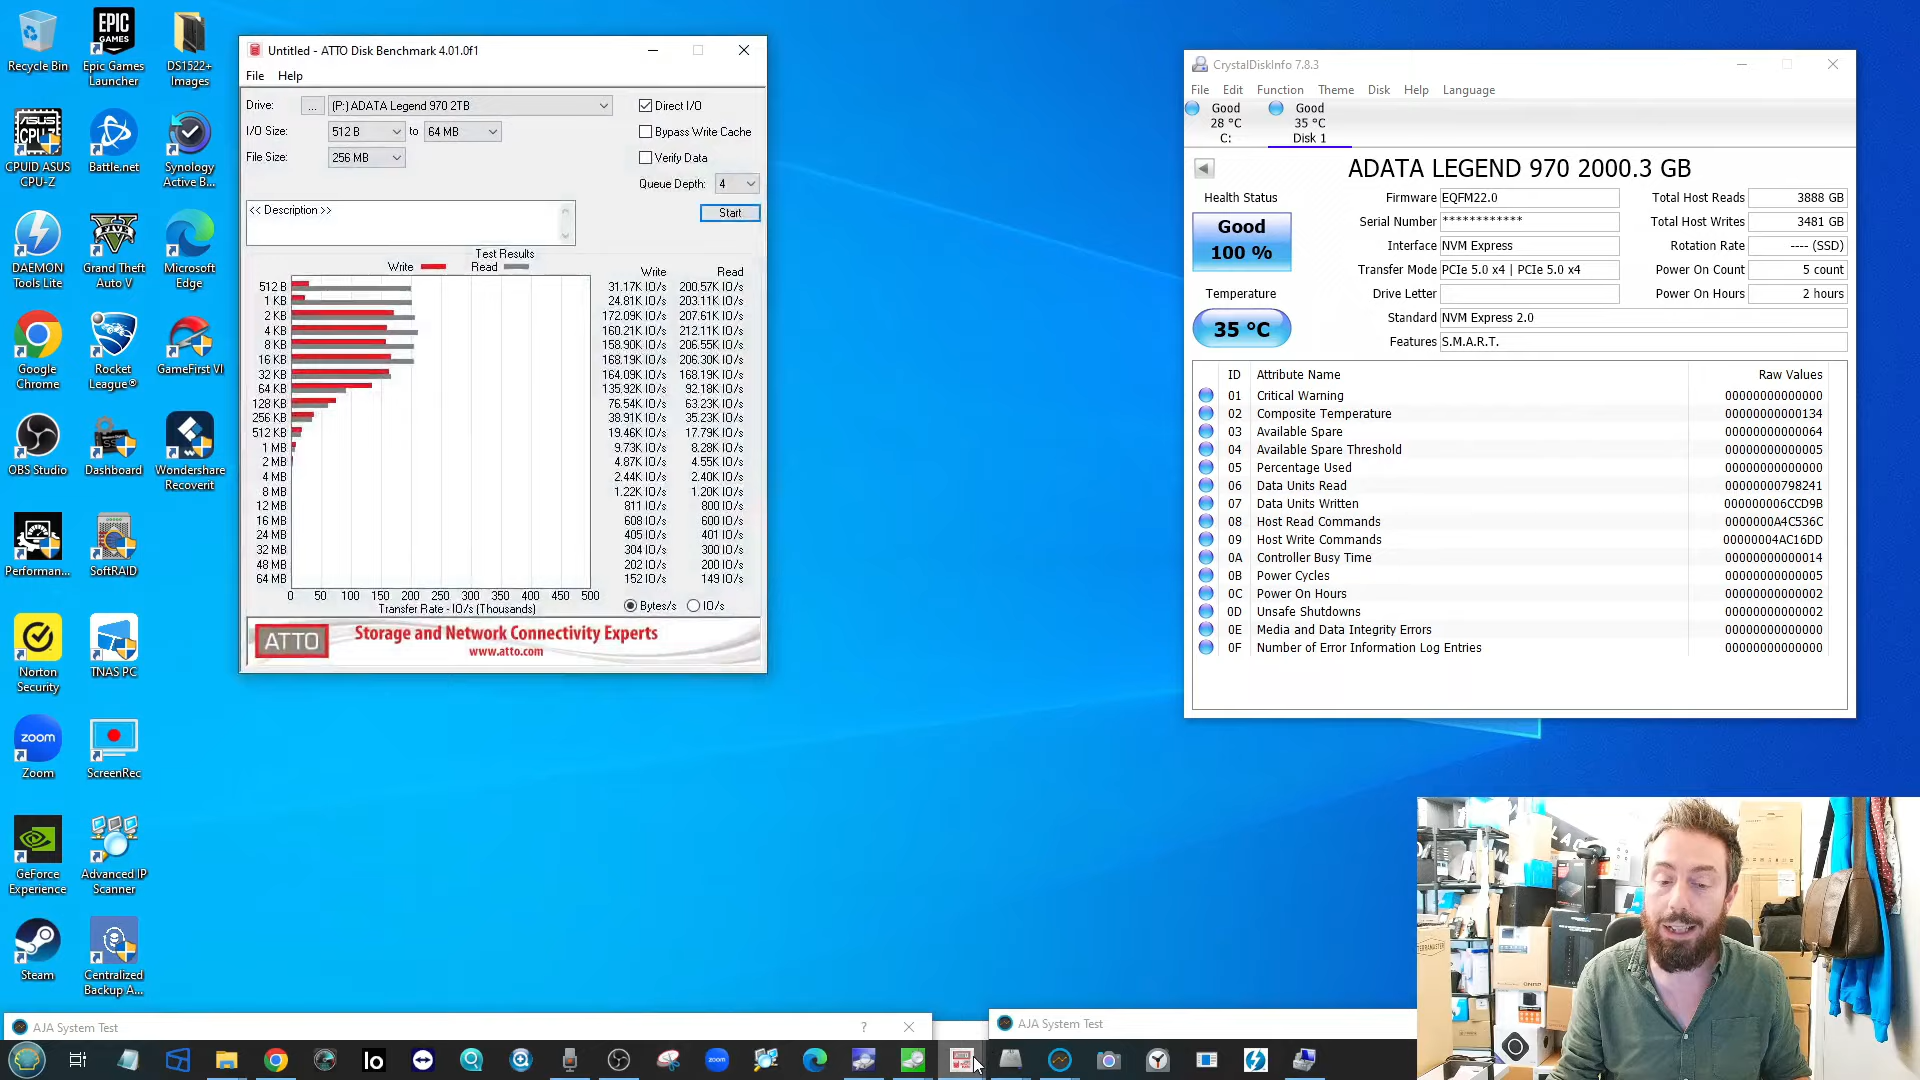 Recycle Bin
Epic Games Launcher
DS1522+ Images
CPUID ASUS CPU-Z
Battle.net
Synology Active B...
DAEMON Tools Lite
Grand Theft Auto V
Microsoft Edge
Google Chrome
Rocket League®
GameFirst VI
OBS Studio
Dashboard
Wondershare Recoverit
Performan...
SoftRAID
Norton Security
TNAS PC
zoom
Zoom
ScreenRec
GeForce Experience
Advanced IP Scanner
Steam
Centralized Backup A...
Untitled - ATTO Disk Benchmark 4.01.0f1
File Help
Drive: ... (P:) ADATA Legend 970 2TB
Direct I/O
I/O Size: 512 B to 64 MB
Bypass Write Cache
File Size: 256 MB
Verify Data
Queue Depth: 4
<< Description >>
Start
Test Results
Write Read
Write Read
512 B 31.17K IO/s 200.57K IO/s
1 KB 24.81K IO/s 203.11K IO/s
2 KB 172.09K IO/s 207.61K IO/s
4 KB 160.21K IO/s 212.11K IO/s
8 KB 158.90K IO/s 206.55K IO/s
16 KB 168.19K IO/s 206.30K IO/s
32 KB 164.09K IO/s 168.19K IO/s
64 KB 135.92K IO/s 92.18K IO/s
128 KB 76.54K IO/s 63.23K IO/s
256 KB 38.91K IO/s 35.23K IO/s
512 KB 19.46K IO/s 17.79K IO/s
1 MB 9.73K IO/s 8.28K IO/s
2 MB 4.87K IO/s 4.55K IO/s
4 MB 2.44K IO/s 2.40K IO/s
8 MB 1.22K IO/s 1.20K IO/s
12 MB 811 IO/s 800 IO/s
16 MB 608 IO/s 600 IO/s
24 MB 405 IO/s 401 IO/s
32 MB 304 IO/s 300 IO/s
48 MB 202 IO/s 200 IO/s
64 MB 152 IO/s 149 IO/s
0 50 100 150 200 250 300 350 400 450 500
Transfer Rate - IO/s (Thousands)
Bytes/s IO/s
ATTO
Storage and Network Connectivity Experts
www.atto.com
CrystalDiskInfo 7.8.3
File Edit Function Theme Disk Help Language
Good 28 °C C:
Good 35 °C Disk 1
ADATA LEGEND 970 2000.3 GB
Health Status
Good 100 %
Temperature
35 °C
Firmware EQFM22.0 Total Host Reads 3888 GB
Serial Number ************ Total Host Writes 3481 GB
Interface NVM Express Rotation Rate ---- (SSD)
Transfer Mode PCIe 5.0 x4 | PCIe 5.0 x4 Power On Count 5 count
Drive Letter Power On Hours 2 hours
Standard NVM Express 2.0
Features S.M.A.R.T.
ID Attribute Name Raw Values
01 Critical Warning 00000000000000
02 Composite Temperature 00000000000134
03 Available Spare 00000000000064
04 Available Spare Threshold 00000000000005
05 Percentage Used 00000000000000
06 Data Units Read 00000000798241
07 Data Units Written 000000006CCD9B
08 Host Read Commands 0000000A4C536C
09 Host Write Commands 00000004AC16DD
0A Controller Busy Time 00000000000014
0B Power Cycles 00000000000005
0C Power On Hours 00000000000002
0D Unsafe Shutdowns 00000000000002
0E Media and Data Integrity Errors 00000000000000
0F Number of Error Information Log Entries 00000000000000
AJA System Test ?
AJA System Test